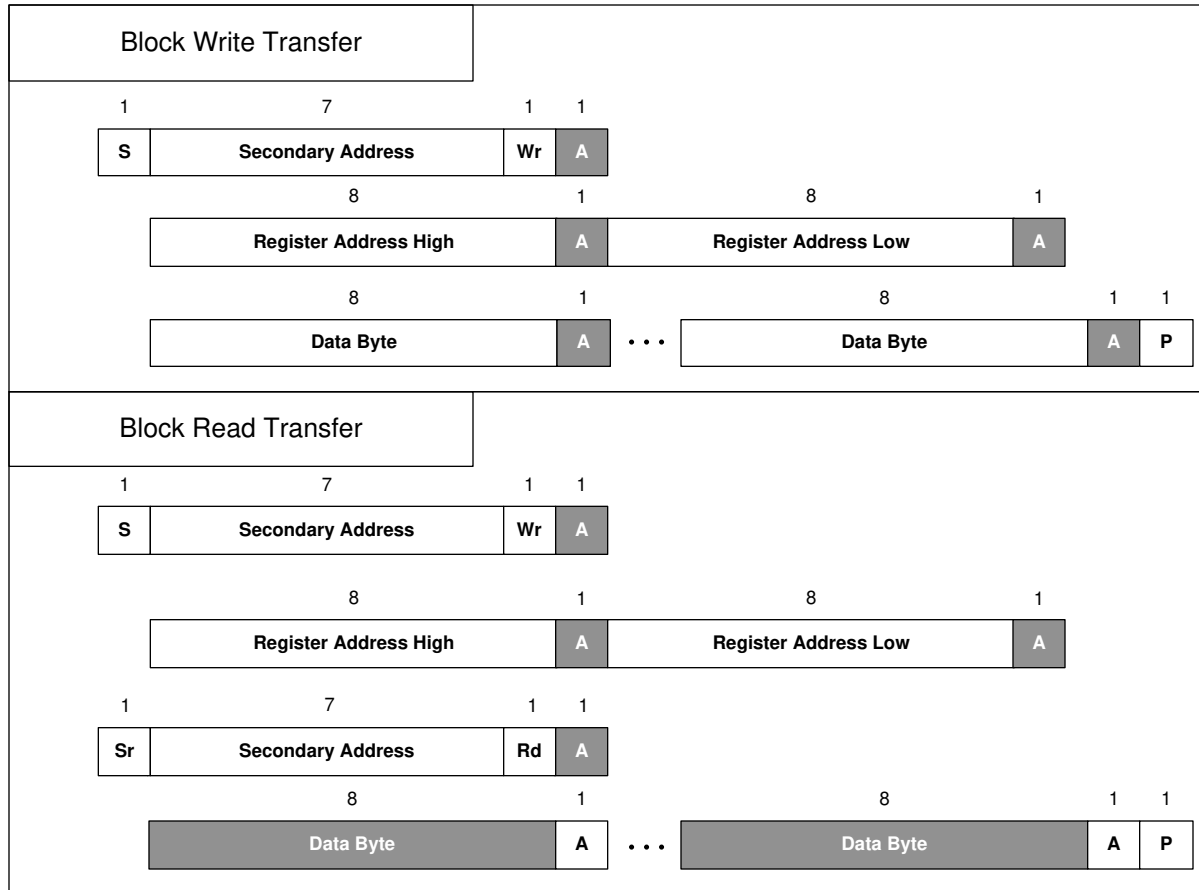 Block Write Transfer
1 7 1 1
S Secondary Address Wr A
8 1 8 1
Register Address High A Register Address Low A
8 1 8 1 1
Data Byte A • • • Data Byte A P
Block Read Transfer
1 7 1 1
S Secondary Address Wr A
8 1 8 1
Register Address High A Register Address Low A
1 7 1 1
Sr Secondary Address Rd A
8 1 8 1 1
Data Byte A • • • Data Byte A P